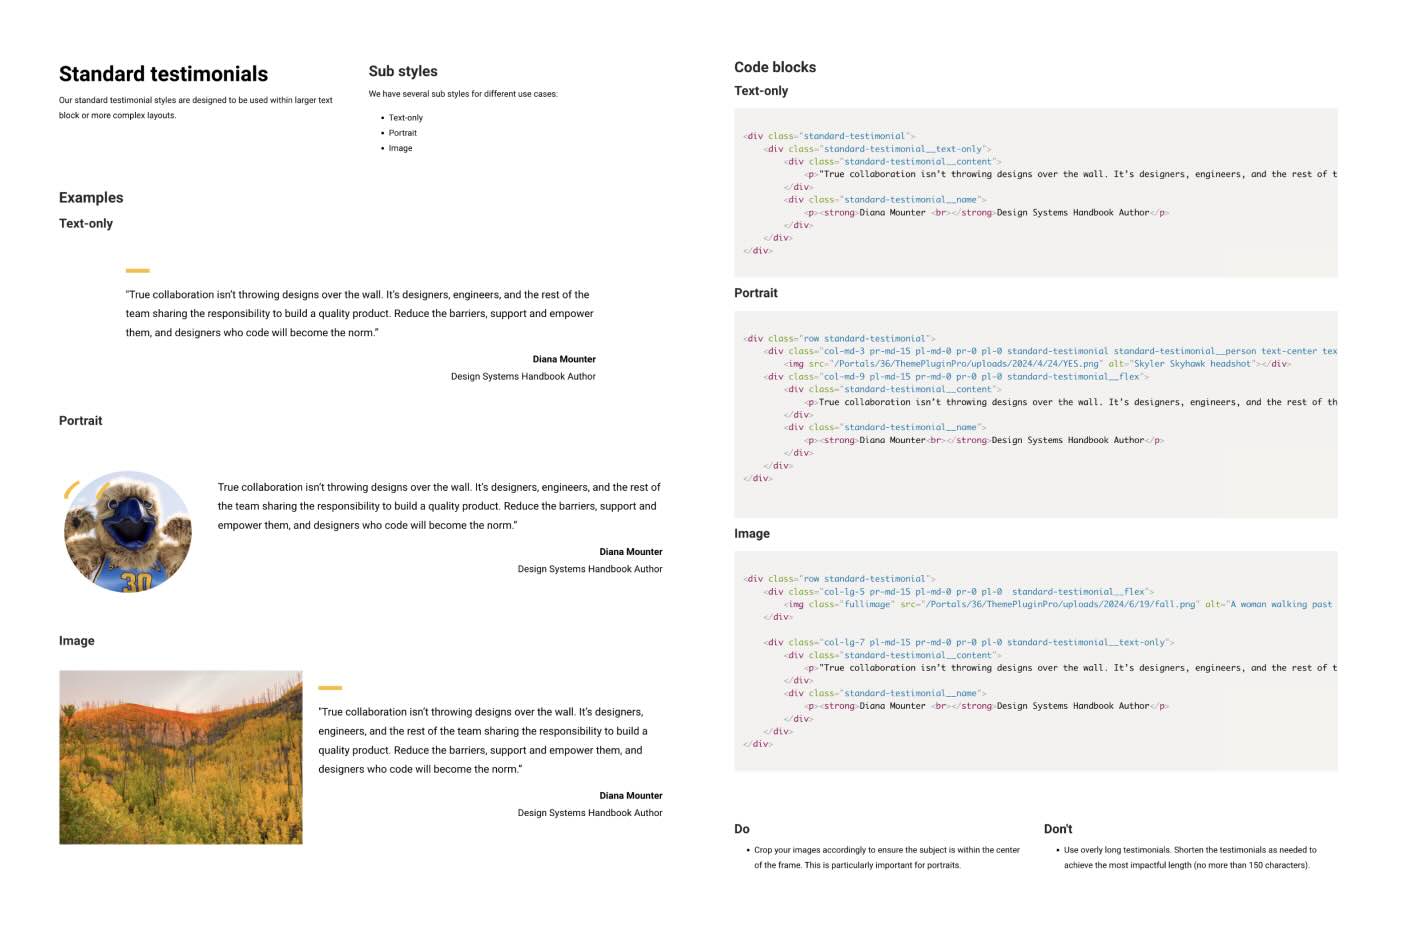 Standard testimonials
Our standard testimonial styles are designed to be used within larger text
block or more complex layouts.
Sub styles
We have several sub styles for different use cases:
• Text-only
• Portrait
• Image
Examples
Text-only
"True collaboration isn’t throwing designs over the wall. It’s designers, engineers, and the rest of the
team sharing the responsibility to build a quality product. Reduce the barriers, support and empower
them, and designers who code will become the norm.”
Diana Mounter
Design Systems Handbook Author
Portrait
30
True collaboration isn’t throwing designs over the wall. It’s designers, engineers, and the rest of
the team sharing the responsibility to build a quality product. Reduce the barriers, support and
empower them, and designers who code will become the norm.”
Diana Mounter
Design Systems Handbook Author
Image
"True collaboration isn’t throwing designs over the wall. It’s designers,
engineers, and the rest of the team sharing the responsibility to build a
quality product. Reduce the barriers, support and empower them, and
designers who code will become the norm.”
Diana Mounter
Design Systems Handbook Author
Code blocks
Text-only
<div class="standard-testimonial">
<div class="standard-testimonial__text-only">
<div class="standard-testimonial__content">
<p>"True collaboration isn’t throwing designs over the wall. It’s designers, engineers, and the rest of t
</div>
<div class="standard-testimonial__name">
<p><strong>Diana Mounter <br></strong>Design Systems Handbook Author</p>
</div>
</div>
</div>
Portrait
<div class="row standard-testimonial">
<div class="col-md-3 pr-md-15 pl-md-0 pr-0 pl-0 standard-testimonial standard-testimonial__person text-center tex
<img src="/Portals/36/ThemePluginPro/uploads/2024/4/24/YES.png" alt="Skyler Skyhawk headshot"></div>
<div class="col-md-9 pl-md-15 pr-md-0 pr-0 pl-0 standard-testimonial__flex">
<div class="standard-testimonial__content">
<p>True collaboration isn’t throwing designs over the wall. It’s designers, engineers, and the rest of th
</div>
<div class="standard-testimonial__name">
<p><strong>Diana Mounter<br></strong>Design Systems Handbook Author</p>
</div>
</div>
</div>
Image
<div class="row standard-testimonial">
<div class="col-lg-5 pr-md-15 pl-md-0 pr-0 pl-0  standard-testimonial__flex">
<img class="fullimage" src="/Portals/36/ThemePluginPro/uploads/2024/6/19/fall.png" alt="A woman walking past
</div>
<div class="col-lg-7 pl-md-15 pr-md-0 pr-0 pl-0 standard-testimonial__text-only">
<div class="standard-testimonial__content">
<p>"True collaboration isn’t throwing designs over the wall. It’s designers, engineers, and the rest of t
</div>
<div class="standard-testimonial__name">
<p><strong>Diana Mounter <br></strong>Design Systems Handbook Author</p>
</div>
</div>
</div>
Do
• Crop your images accordingly to ensure the subject is within the center
of the frame. This is particularly important for portraits.
Don't
• Use overly long testimonials. Shorten the testimonials as needed to
achieve the most impactful length (no more than 150 characters).